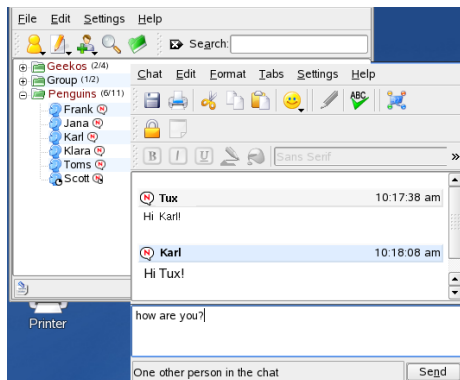 File Edit Settings Help
Search:
Geekos (2/4)
Group (1/2)
Penguins (6/11)
Frank
Jana
Karl
Klara
Toms
Scott
Chat Edit Format Tabs Settings Help
ABC
B I U Sans Serif »
N Tux 10:17:38 am
Hi Karl!
N Karl 10:18:08 am
Hi Tux!
Printer
how are you?
One other person in the chat Send